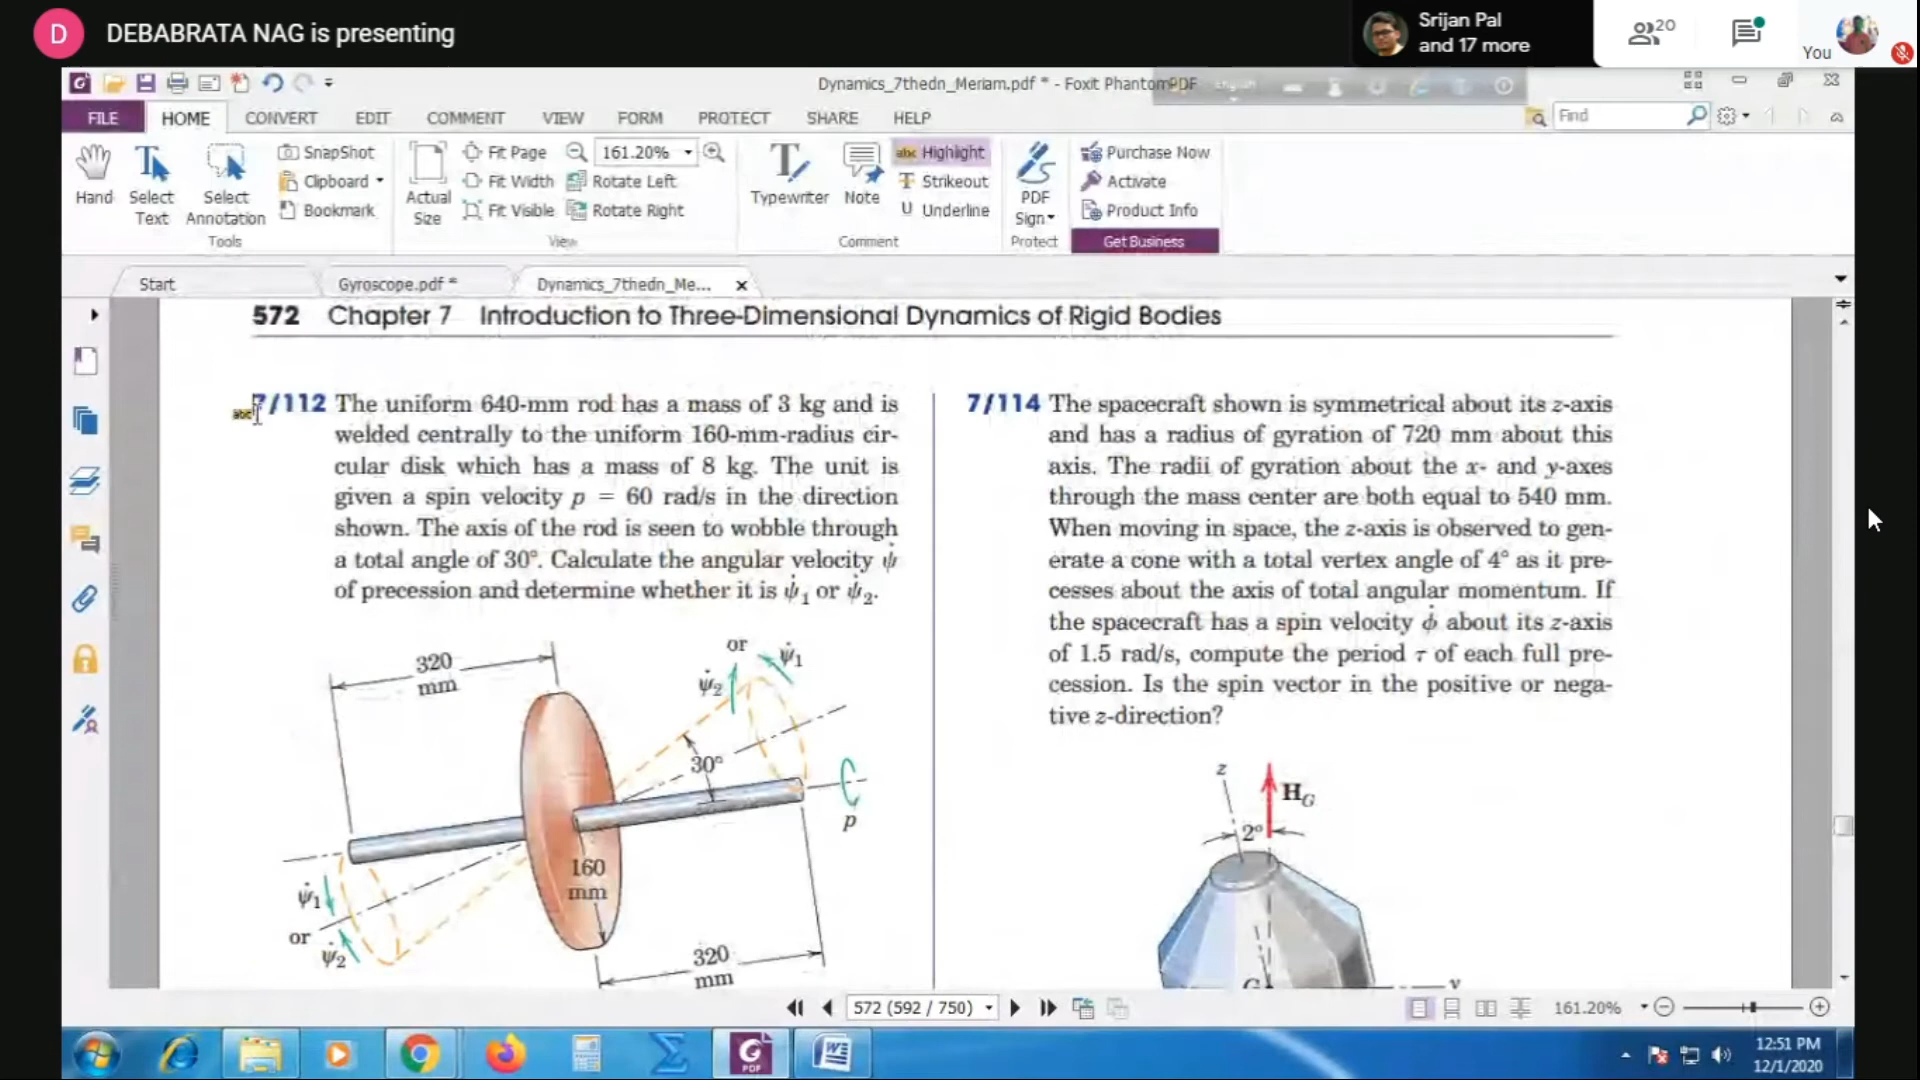 D
DEBABRATA NAG is presenting
Srijan Pal
and 17 more
20
You
Dynamics_7thedn_Meriam.pdf * - Foxit PhantomPDF
FILE HOME CONVERT EDIT COMMENT VIEW FORM PROTECT SHARE HELP
Find
Hand
Select
Text
Select
Annotation
SnapShot
Clipboard
Bookmark
Tools
Actual
Size
Fit Page
Fit Width
Fit Visible
161.20%
Rotate Left
Rotate Right
View
Typewriter
Note
abc Highlight
T Strikeout
U Underline
Comment
PDF
Sign
Protect
Purchase Now
Activate
Product Info
Get Business
Start
Gyroscope.pdf *
Dynamics_7thedn_Me...
572 Chapter 7 Introduction to Three-Dimensional Dynamics of Rigid Bodies
7/112 The uniform 640-mm rod has a mass of 3 kg and is
welded centrally to the uniform 160-mm-radius cir-
cular disk which has a mass of 8 kg. The unit is
given a spin velocity p = 60 rad/s in the direction
shown. The axis of the rod is seen to wobble through
a total angle of 30°. Calculate the angular velocity ψ̇
of precession and determine whether it is ψ̇1 or ψ̇2.
320
mm
or
ψ̇1
ψ̇2
30°
p
160
mm
ψ̇1
or
ψ̇2
320
mm
7/114 The spacecraft shown is symmetrical about its z-axis
and has a radius of gyration of 720 mm about this
axis. The radii of gyration about the x- and y-axes
through the mass center are both equal to 540 mm.
When moving in space, the z-axis is observed to gen-
erate a cone with a total vertex angle of 4° as it pre-
cesses about the axis of total angular momentum. If
the spacecraft has a spin velocity ϕ̇ about its z-axis
of 1.5 rad/s, compute the period τ of each full pre-
cession. Is the spin vector in the positive or nega-
tive z-direction?
z
HG
2°
G
y
572 (592 / 750)
161.20%
PDF
12:51 PM
12/1/2020